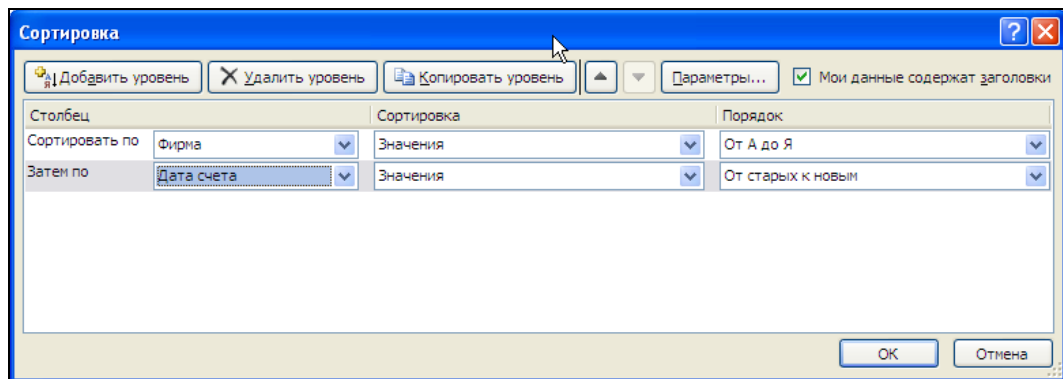 Сортировка
Добавить уровень Удалить уровень Копировать уровень Параметры... Мои данные содержат заголовки
Столбец Сортировка Порядок
Сортировать по Фирма Значения От А до Я
Затем по Дата счета Значения От старых к новым
ОК Отмена